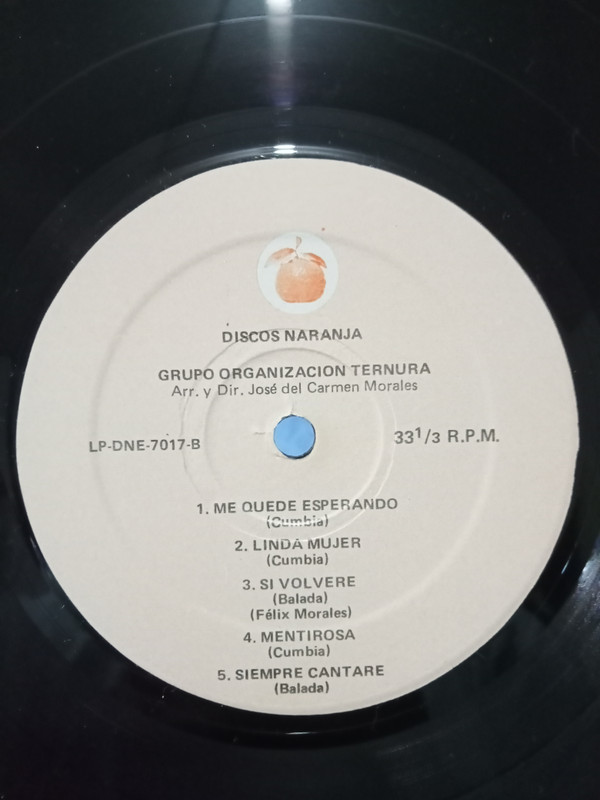 DISCOS NARANJA
GRUPO ORGANIZACION TERNURA
Arr. y Dir. José del Carmen Morales
LP-DNE-7017-B
33 1/3 R.P.M.
1. ME QUEDE ESPERANDO
(Cumbia)
2. LINDA MUJER
(Cumbia)
3. SI VOLVERE
(Balada)
(Félix Morales)
4. MENTIROSA
(Cumbia)
5. SIEMPRE CANTARE
(Balada)